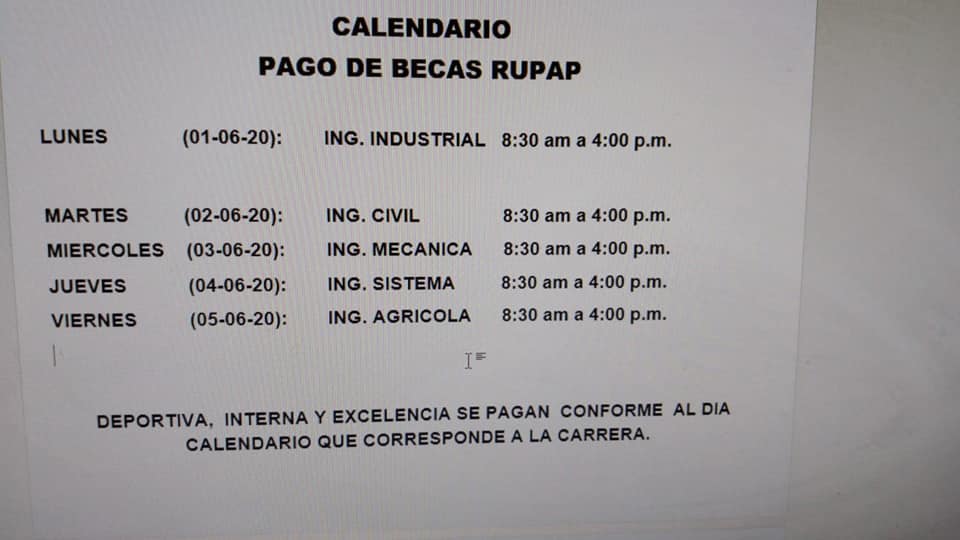 CALENDARIO
PAGO DE BECAS RUPAP
LUNES (01-06-20): ING. INDUSTRIAL 8:30 am a 4:00 p.m.
MARTES (02-06-20): ING. CIVIL 8:30 am a 4:00 p.m.
MIERCOLES (03-06-20): ING. MECANICA 8:30 am a 4:00 p.m.
JUEVES (04-06-20): ING. SISTEMA 8:30 am a 4:00 p.m.
VIERNES (05-06-20): ING. AGRICOLA 8:30 am a 4:00 p.m.
DEPORTIVA, INTERNA Y EXCELENCIA SE PAGAN CONFORME AL DIA
CALENDARIO QUE CORRESPONDE A LA CARRERA.